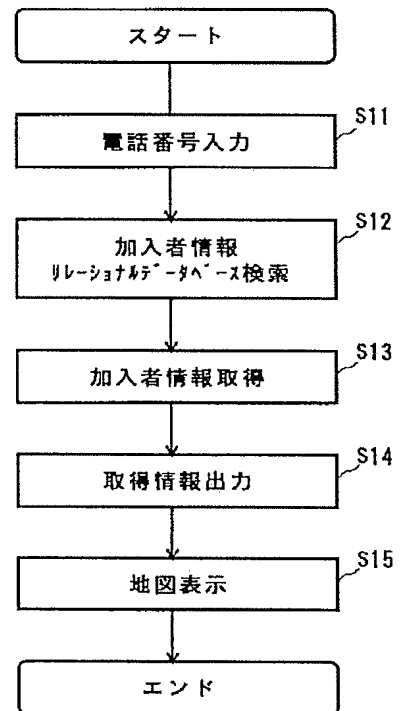 スタート
S11
電話番号入力
S12
加入者情報
ﾘﾚｰｼｮﾅﾙﾃﾞｰﾀﾍﾞｰｽ検索
S13
加入者情報取得
S14
取得情報出力
S15
地図表示
エンド